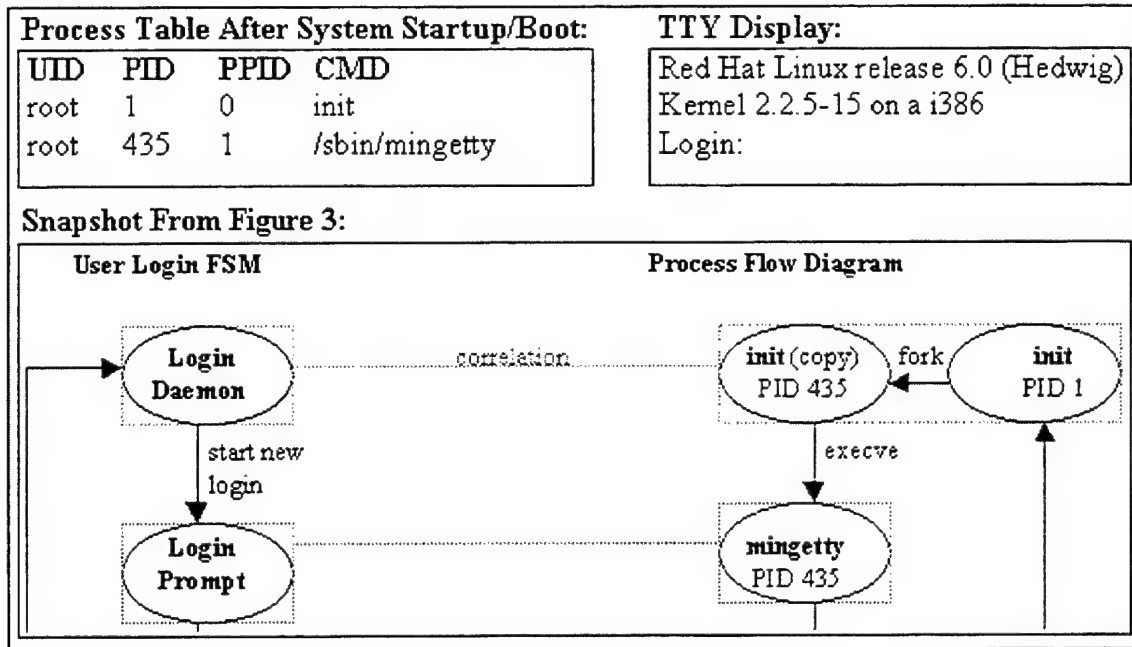 Process Table After System Startup/Boot:
UID PID PPID CMD
root 1 0 init
root 435 1 /sbin/mingetty
TTY Display:
Red Hat Linux release 6.0 (Hedwig)
Kernel 2.2.5-15 on a i386
Login:
Snapshot From Figure 3:
User Login FSM
Process Flow Diagram
Login
Daemon
correlation
init (copy)
PID 435
fork
init
PID 1
start new
login
execve
Login
Prompt
mingetty
PID 435